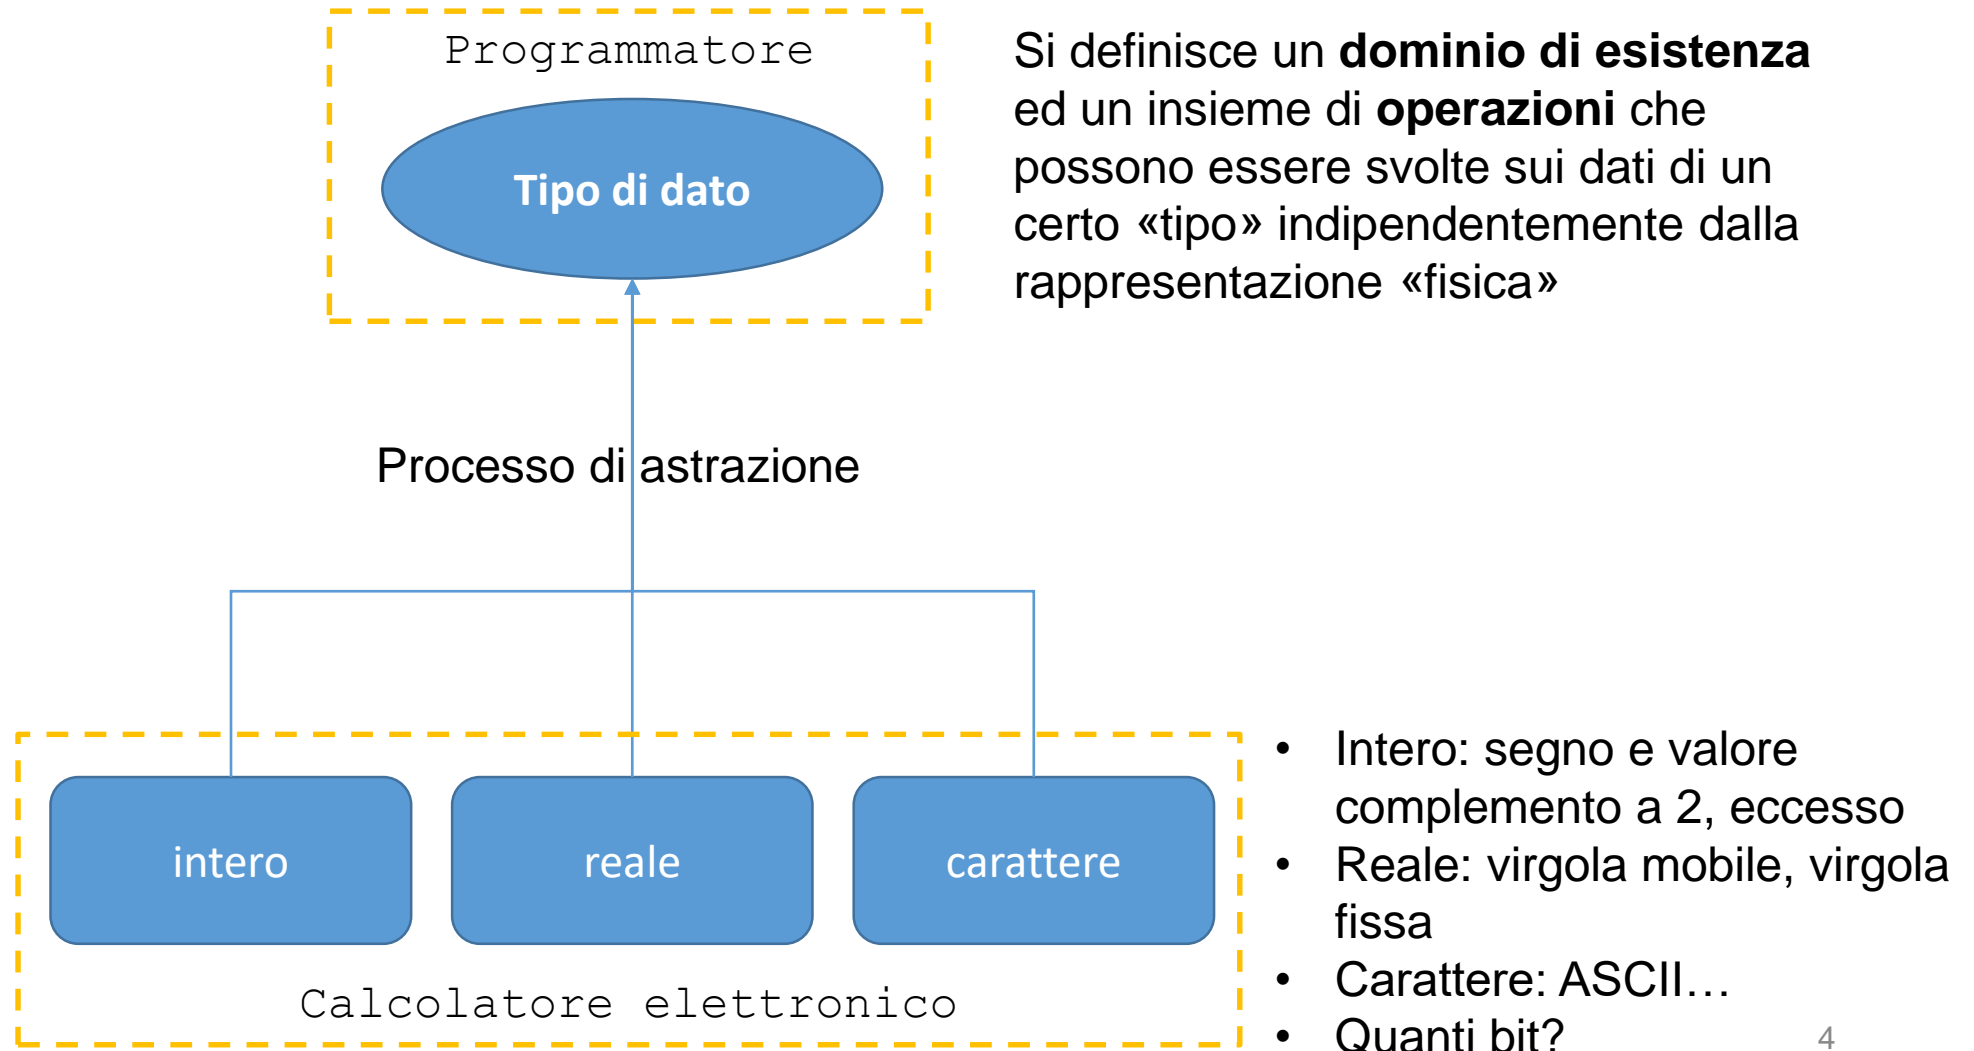 Programmatore
Tipo di dato
Si definisce un dominio di esistenza
ed un insieme di operazioni che
possono essere svolte sui dati di un
certo «tipo» indipendentemente dalla
rappresentazione «fisica»
Processo di astrazione
intero
reale
carattere
Calcolatore elettronico
• Intero: segno e valore
complemento a 2, eccesso
• Reale: virgola mobile, virgola
fissa
• Carattere: ASCII…
• Quanti bit?
4